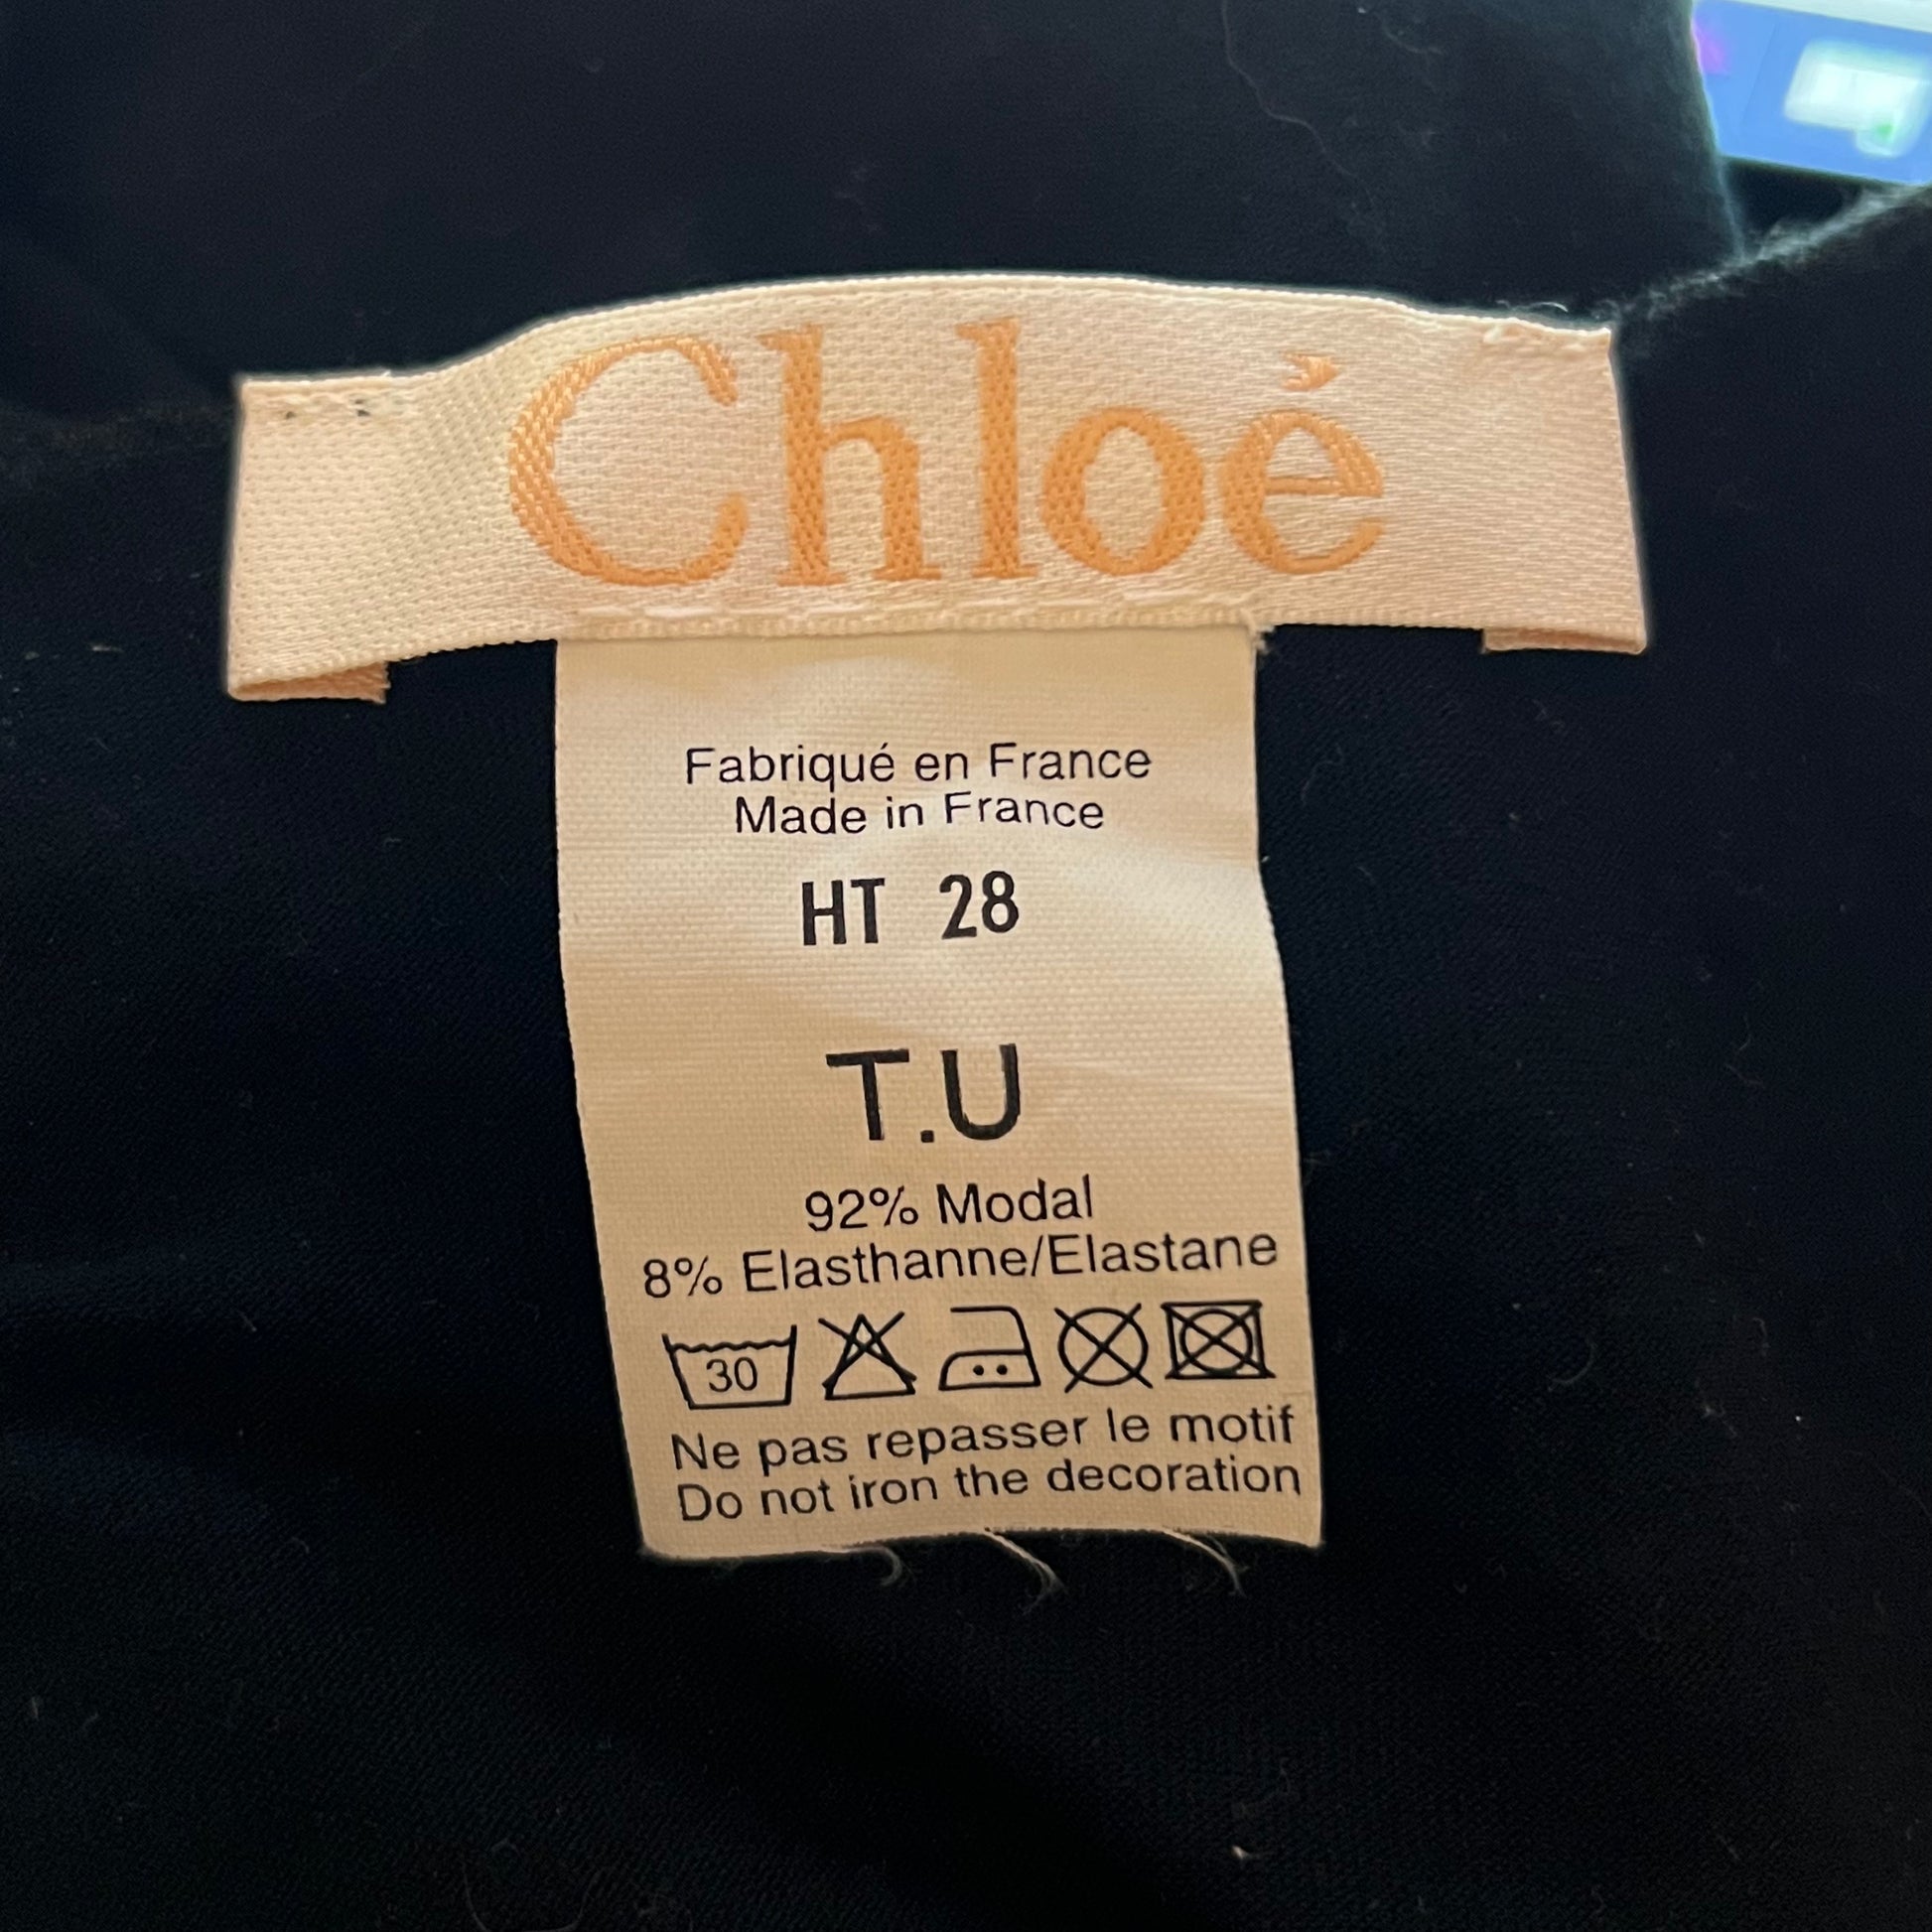 Chloé
Fabriqué en France
Made in France
HT 28
T.U
92% Modal
8% Elasthanne/Elastane
30
Ne pas repasser le motif
Do not iron the decoration